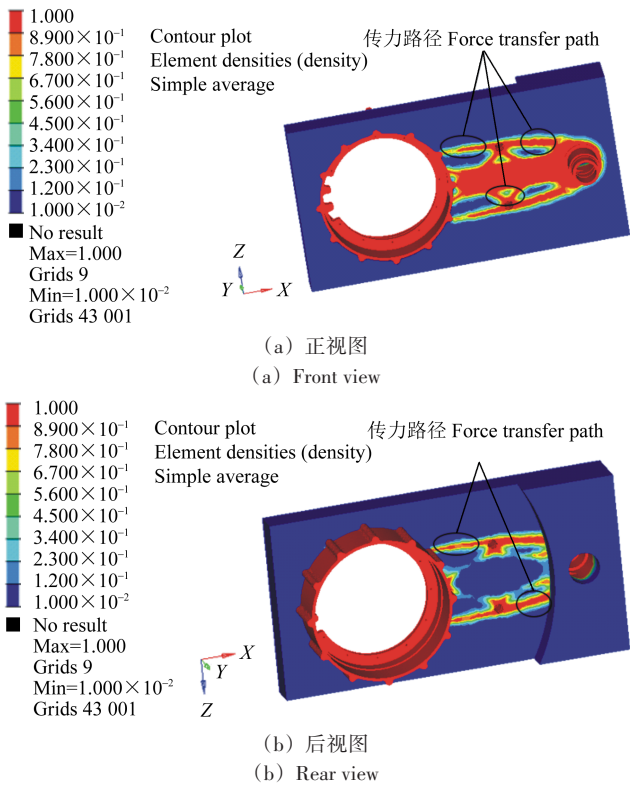 1.000
8.900×10⁻¹
7.800×10⁻¹
6.700×10⁻¹
5.600×10⁻¹
4.500×10⁻¹
3.400×10⁻¹
2.300×10⁻¹
1.200×10⁻¹
1.000×10⁻²
No result
Max=1.000
Grids 9
Min=1.000×10⁻²
Grids 43 001
Contour plot
Element densities (density)
Simple average
传力路径 Force transfer path
Z
Y
X
(a)正视图
(a)Front view
1.000
8.900×10⁻¹
7.800×10⁻¹
6.700×10⁻¹
5.600×10⁻¹
4.500×10⁻¹
3.400×10⁻¹
2.300×10⁻¹
1.200×10⁻¹
1.000×10⁻²
No result
Max=1.000
Grids 9
Min=1.000×10⁻²
Grids 43 001
Contour plot
Element densities (density)
Simple average
传力路径 Force transfer path
X
Y
Z
(b)后视图
(b)Rear view